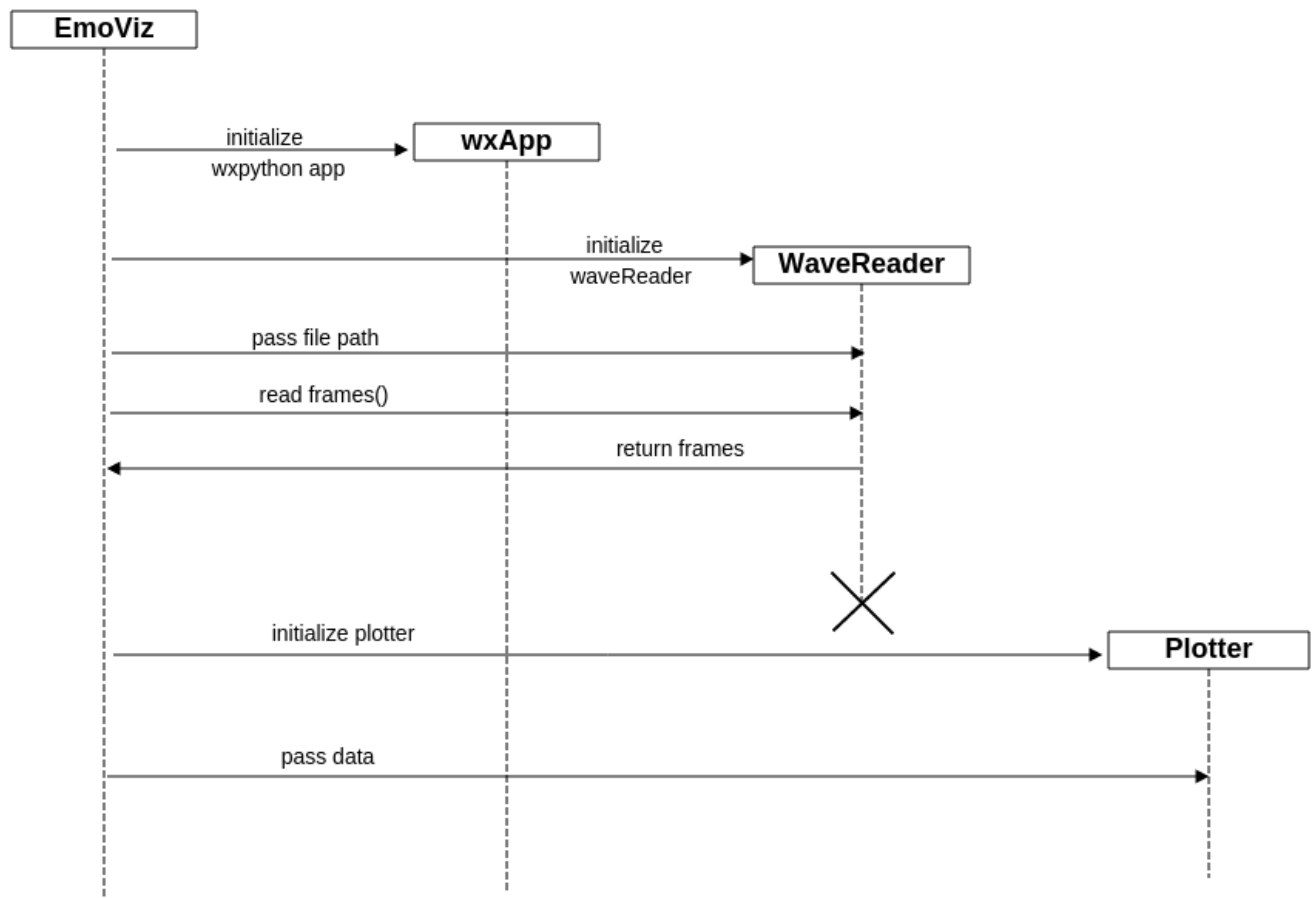 EmoViz
initialize
wxpython app
wxApp
initialize
waveReader
WaveReader
pass file path
read frames()
return frames
initialize plotter
Plotter
pass data